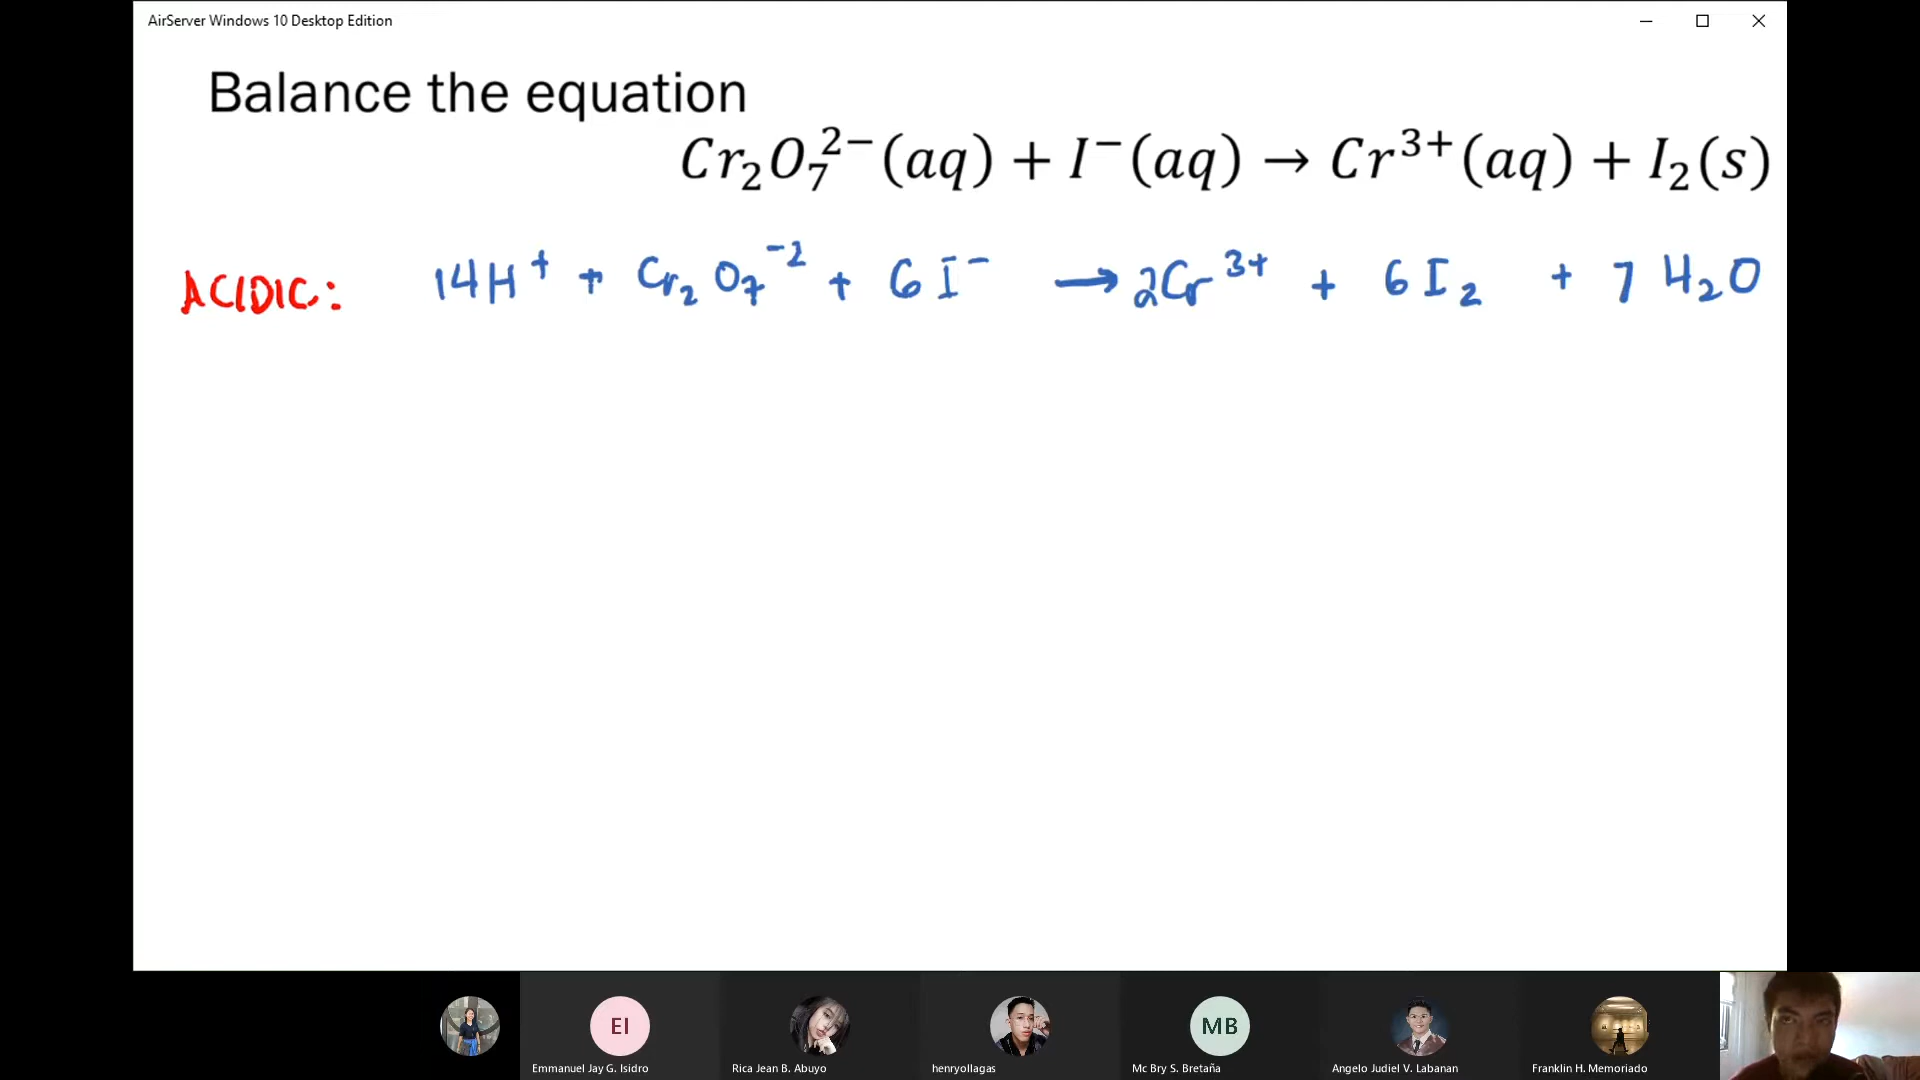 AirServer Windows 10 Desktop Edition
Balance the equation
Cr₂O₇²⁻(aq) + I⁻(aq) → Cr³⁺(aq) + I₂(s)
ACIDIC: 14H⁺ + Cr₂O₇⁻² + 6I⁻ → 2Cr³⁺ + 6I₂ + 7H₂O
EI
MB
Emmanuel Jay G. Isidro
Rica Jean B. Abuyo
henryollagas
Mc Bry S. Bretaña
Angelo Judiel V. Labanan
Franklin H. Memoriado